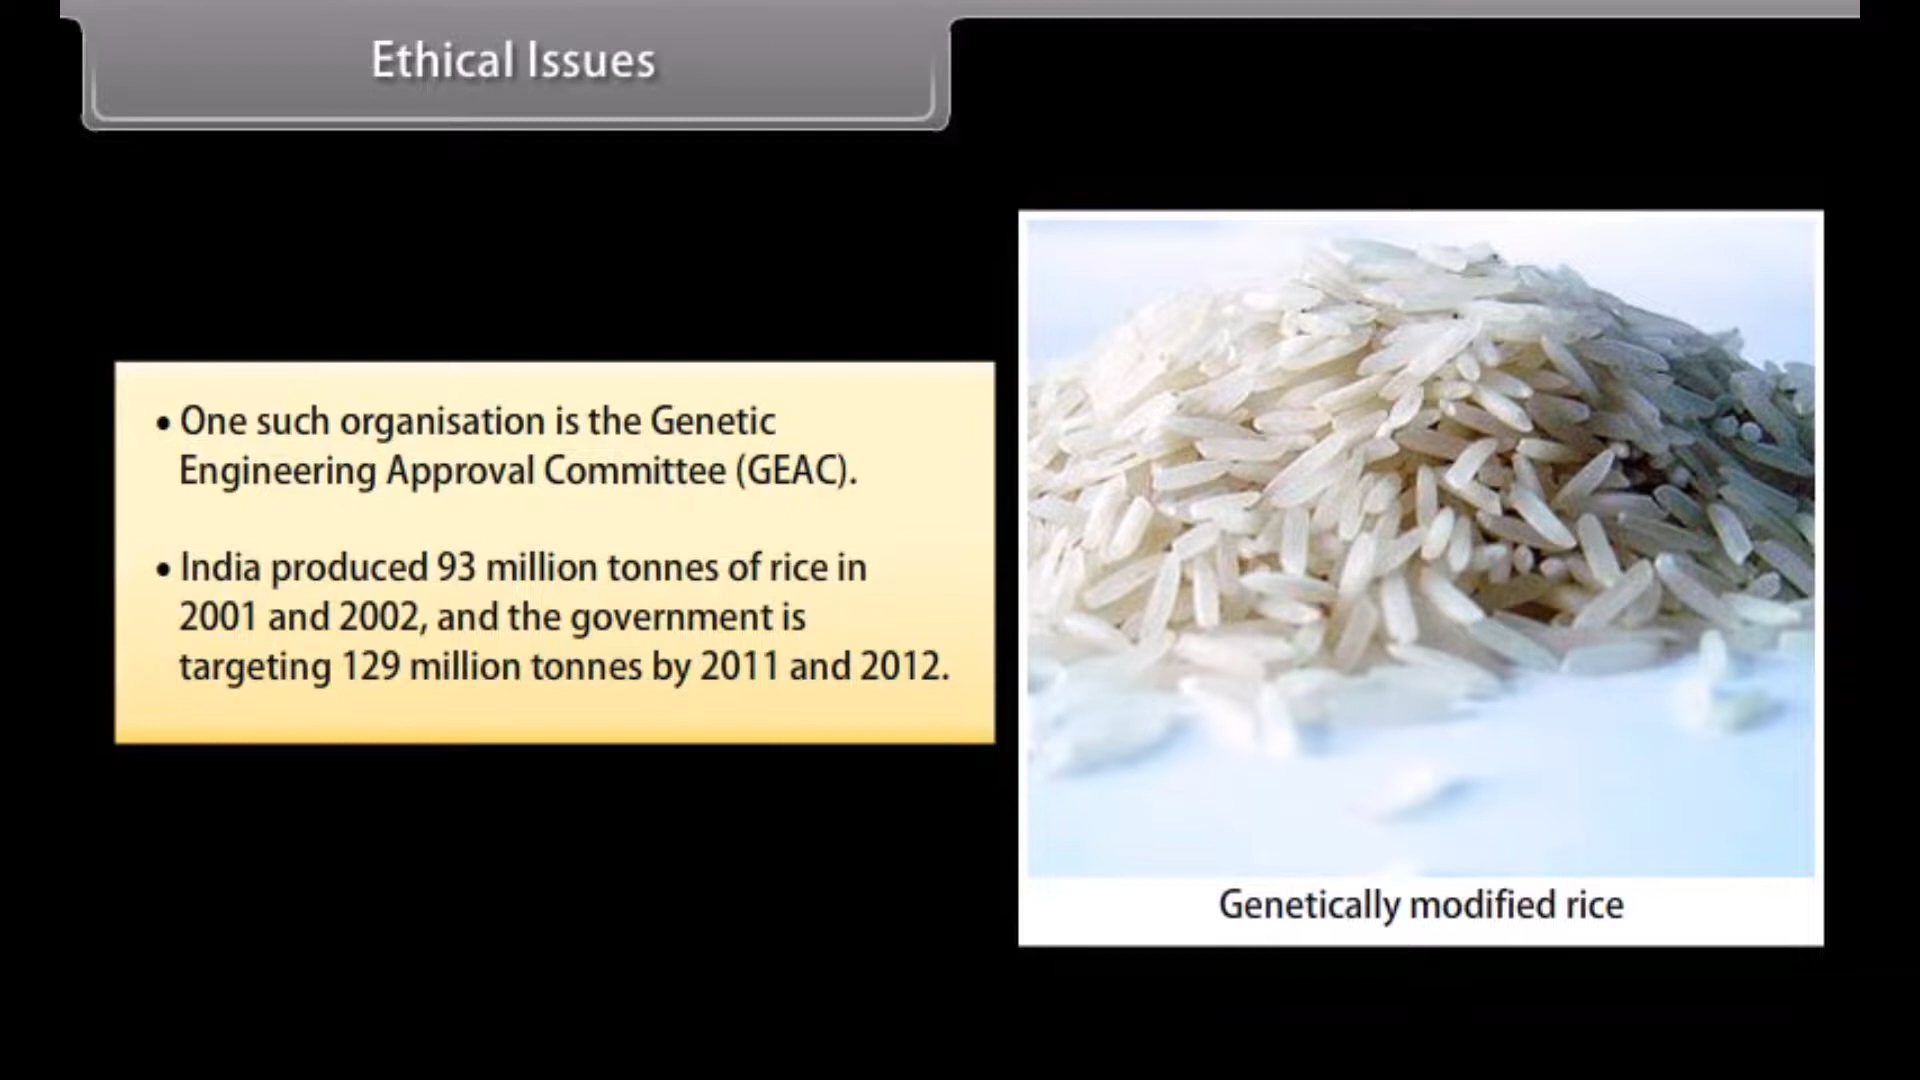 Ethical Issues
• One such organisation is the Genetic
Engineering Approval Committee (GEAC).
• India produced 93 million tonnes of rice in
2001 and 2002, and the government is
targeting 129 million tonnes by 2011 and 2012.
Genetically modified rice